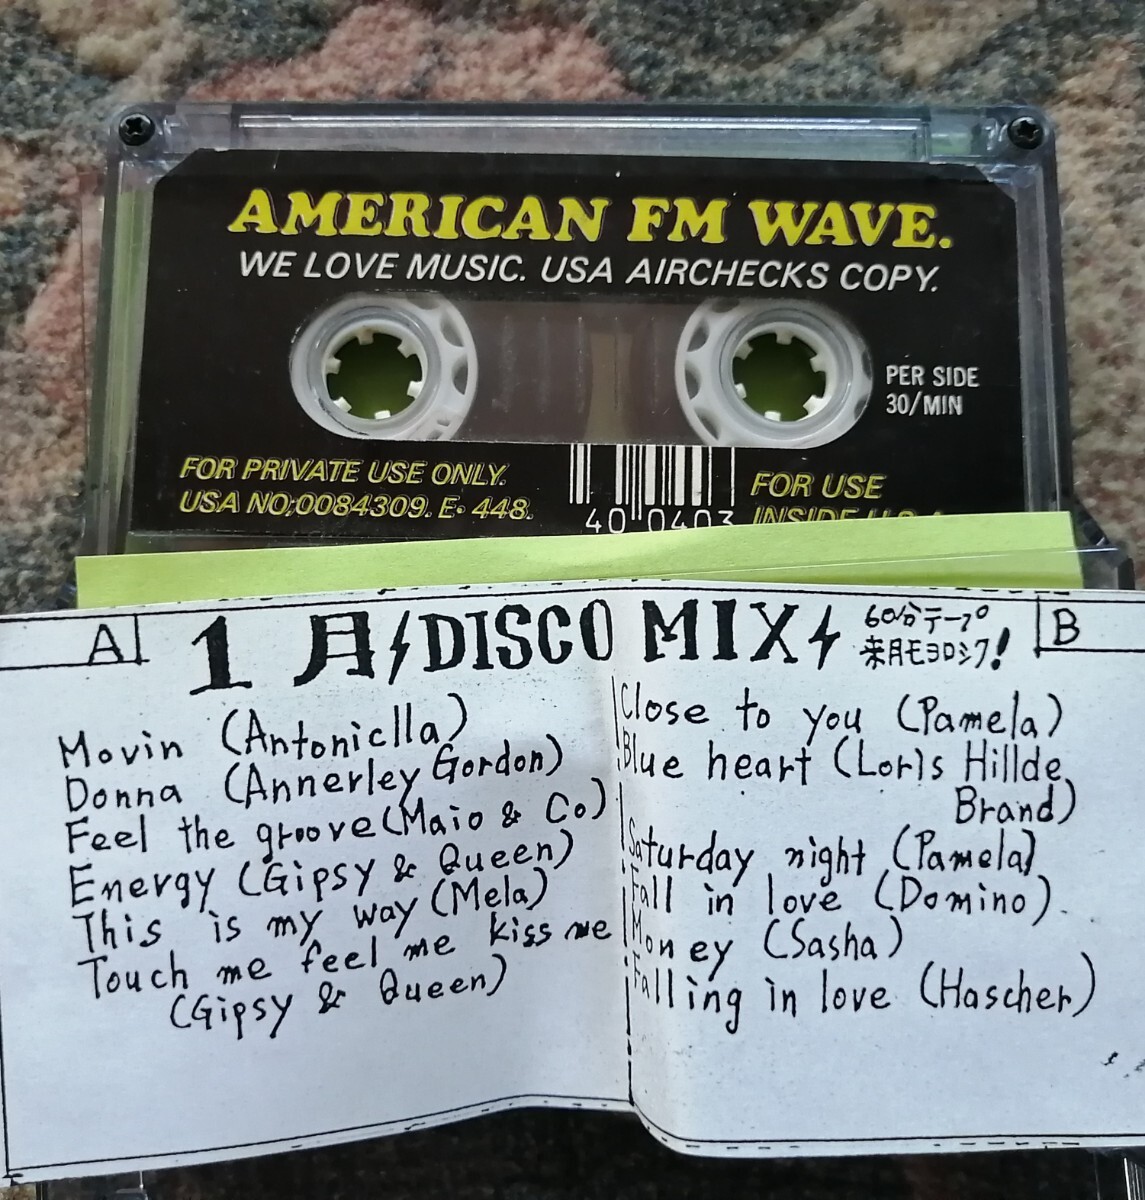 AMERICAN FM WAVE.
WE LOVE MUSIC. USA AIRCHECKS COPY.
PER SIDE
30/MIN
FOR PRIVATE USE ONLY.
USA NO;0084309. E・448.
40 0403
FOR USE
INSIDE U.S.A
A
1月 DISCO MIX
60分テープ
来月モヨロシク!
B
Movin (Antoniclla)
Donna (Annerley Gordon)
Feel the groove (Maio & Co)
Energy (Gipsy & Queen)
This is my way (Mela)
Touch me feel me kiss me
(Gipsy & Queen)
Close to you (Pamela)
Blue heart (Loris Hillde
Brand)
Saturday night (Pamela)
Fall in love (Domino).
Money (Sasha)
Falling in love (Hascher)